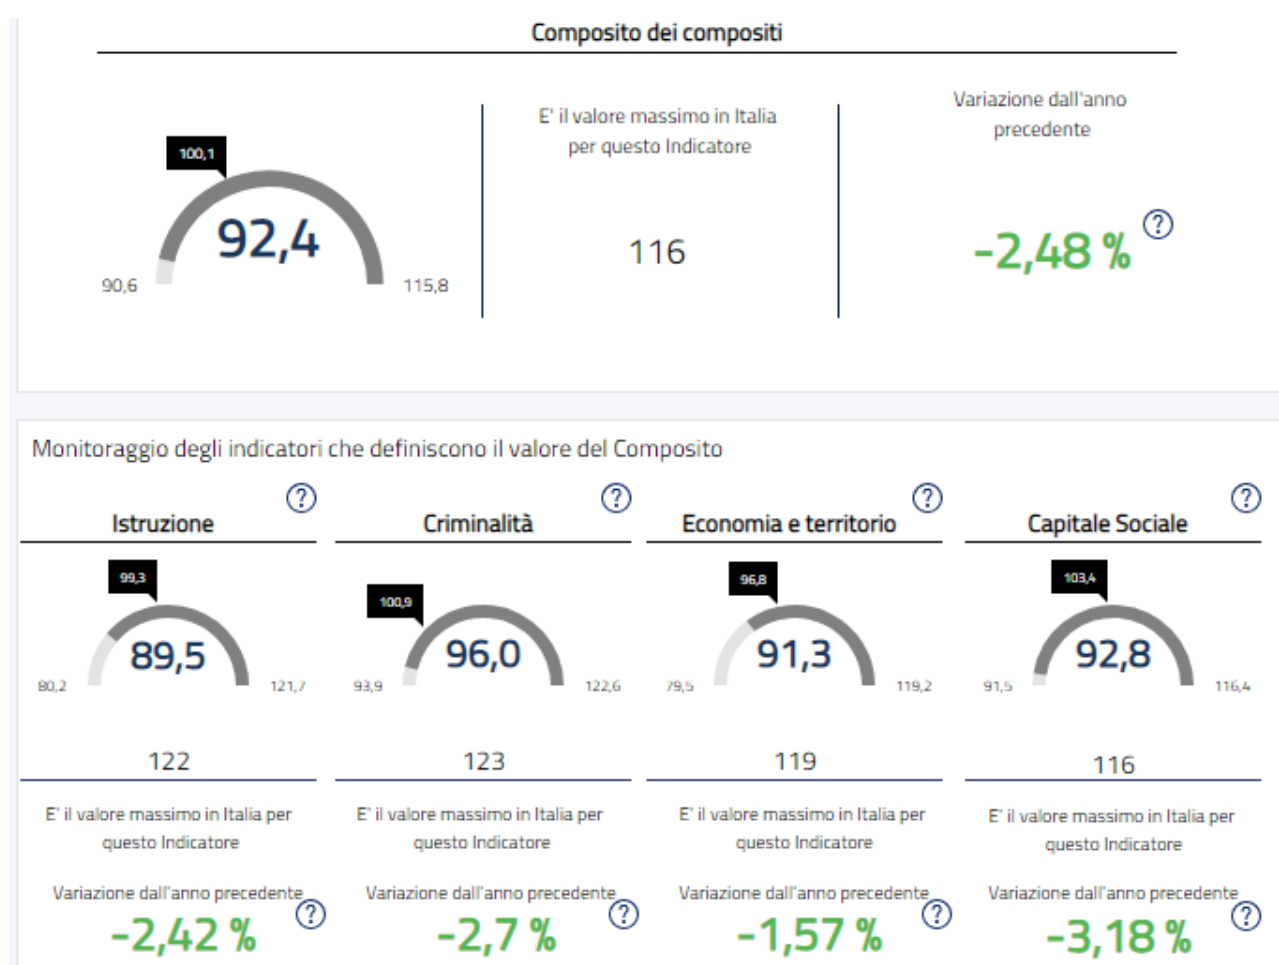 Composito dei compositi
E' il valore massimo in Italia
per questo Indicatore
Variazione dall'anno
precedente
100,1
92,4
90,6
115,8
116
-2,48 %
?
Monitoraggio degli indicatori che definiscono il valore del Composito
Istruzione
?
99,3
89,5
80,2
121,7
122
E' il valore massimo in Italia per
questo Indicatore
Variazione dall'anno precedente
-2,42 %
?
Criminalità
?
100,9
96,0
93,9
122,6
123
E' il valore massimo in Italia per
questo Indicatore
Variazione dall'anno precedente
-2,7 %
?
Economia e territorio
?
96,8
91,3
79,5
119,2
119
E' il valore massimo in Italia per
questo Indicatore
Variazione dall'anno precedente
-1,57 %
?
Capitale Sociale
?
103,4
92,8
91,5
116,4
116
E' il valore massimo in Italia per
questo Indicatore
Variazione dall'anno precedente
-3,18 %
?